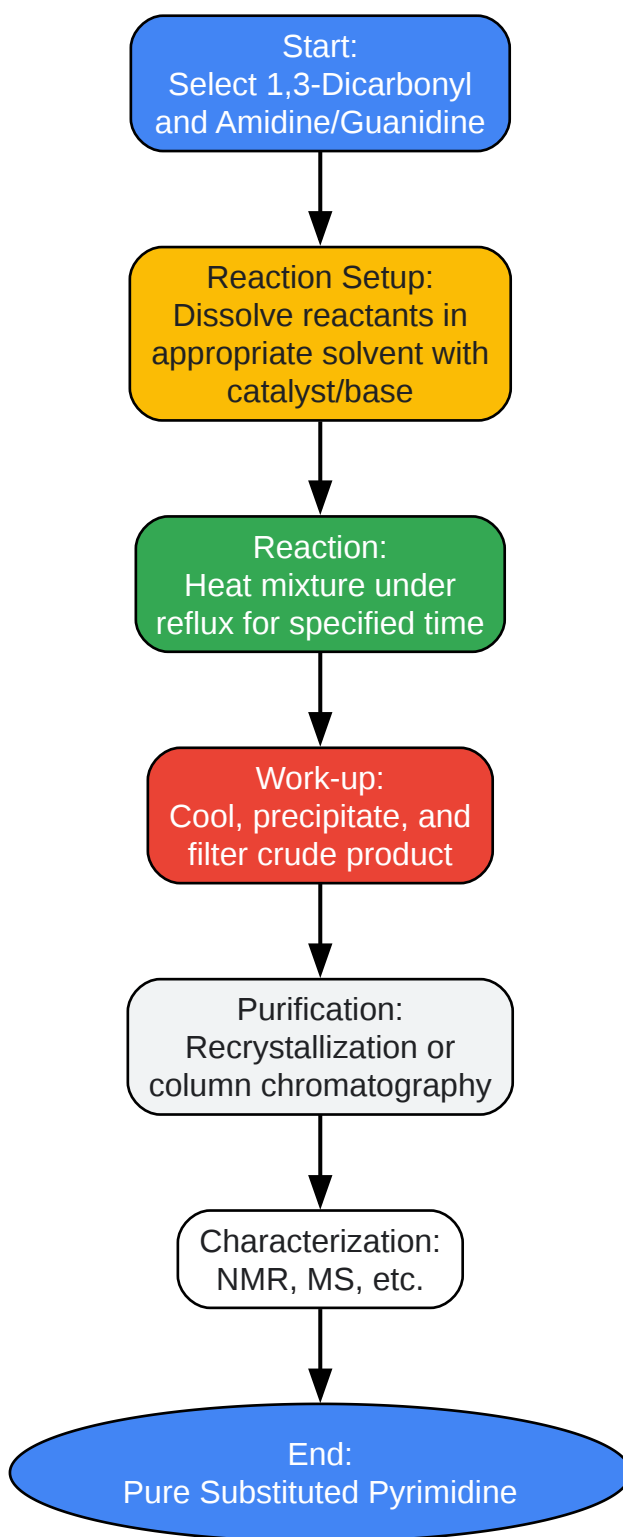 Start:
Select 1,3-Dicarbonyl
and Amidine/Guanidine
Reaction Setup:
Dissolve reactants in
appropriate solvent with
catalyst/base
Reaction:
Heat mixture under
reflux for specified time
Work-up:
Cool, precipitate, and
filter crude product
Purification:
Recrystallization or
column chromatography
Characterization:
NMR, MS, etc.
End:
Pure Substituted Pyrimidine